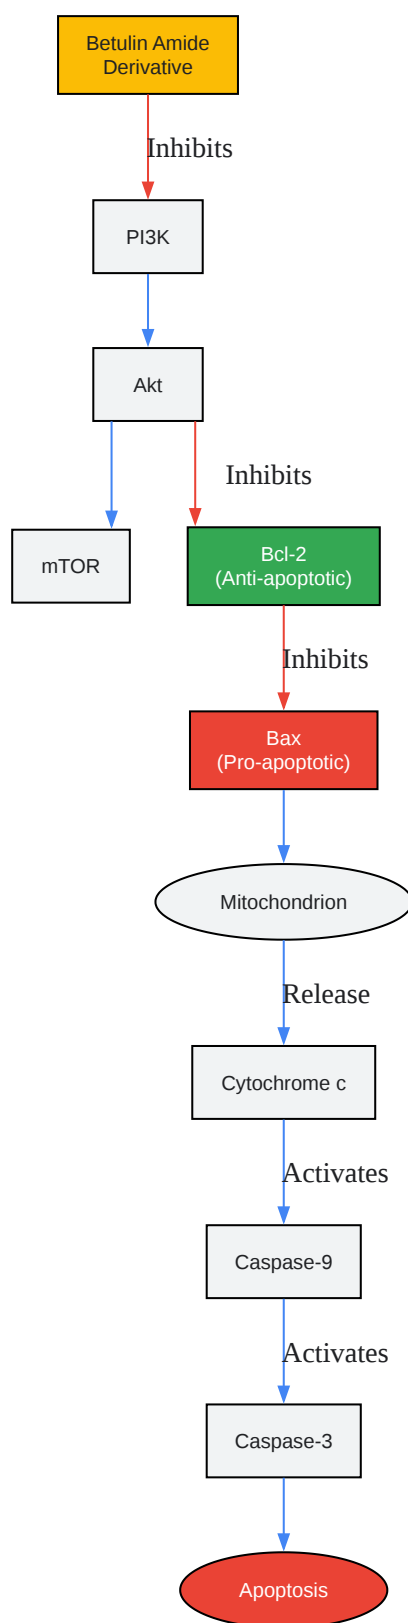 Betulin Amide
Derivative
Inhibits
PI3K
Akt
Inhibits
mTOR
Bcl-2
(Anti-apoptotic)
Inhibits
Bax
(Pro-apoptotic)
Mitochondrion
Release
Cytochrome c
Activates
Caspase-9
Activates
Caspase-3
Apoptosis